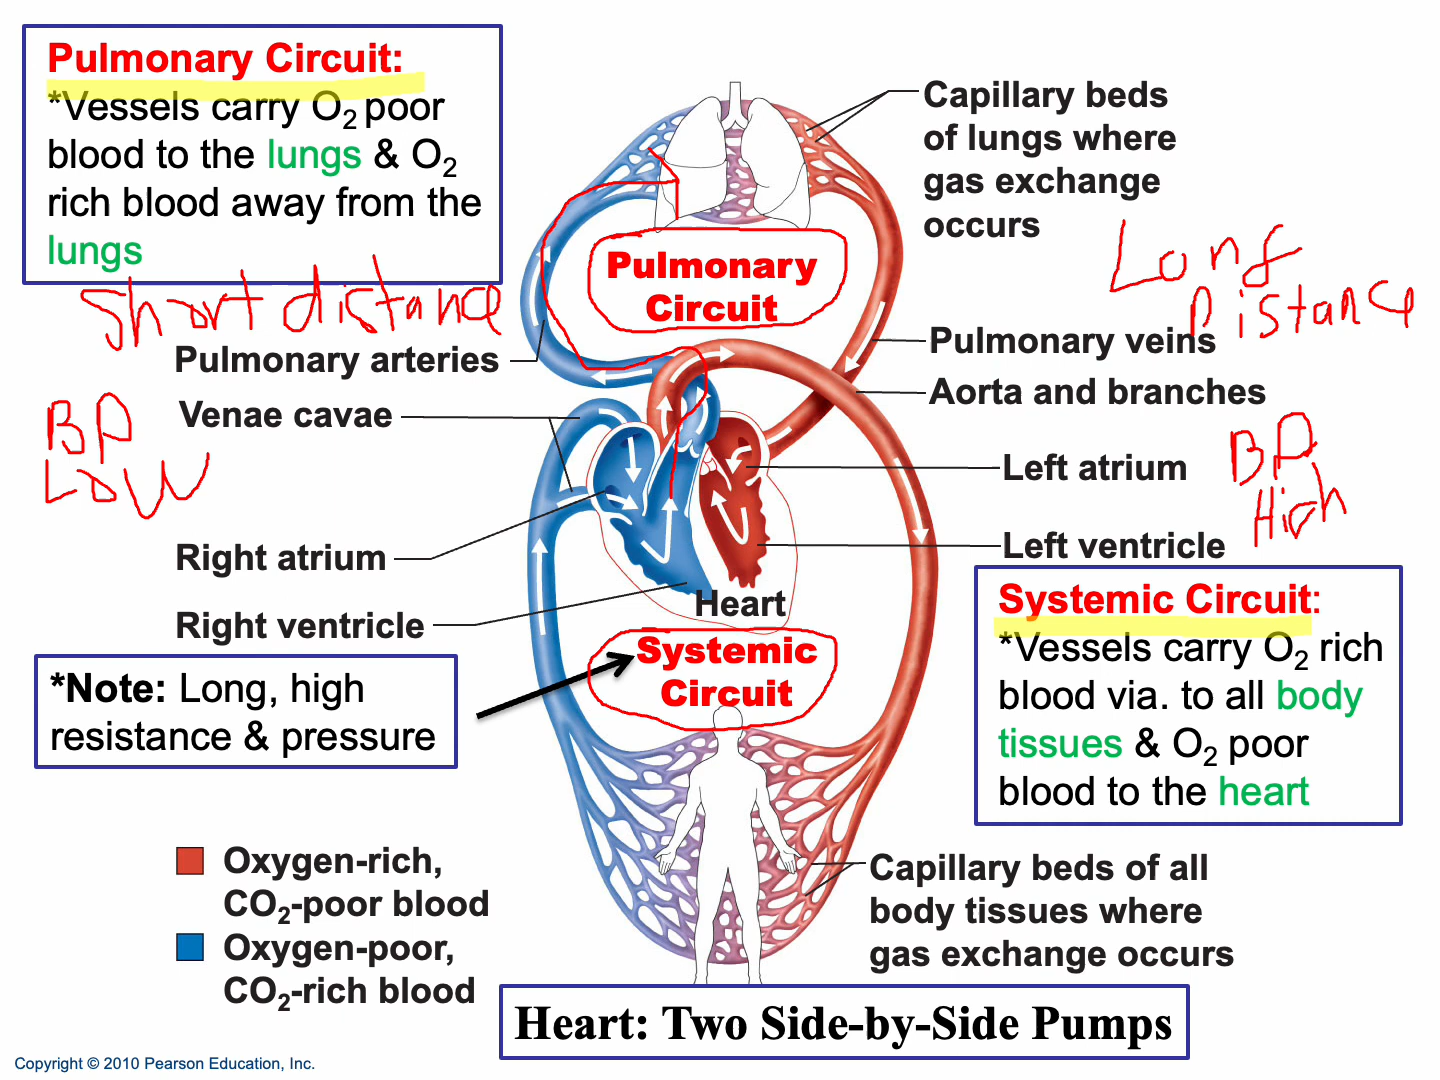 Pulmonary Circuit:
*Vessels carry O2 poor
blood to the lungs & O2
rich blood away from the
lungs
Short distance
Pulmonary arteries
Venae cavae
BP
Low
Right atrium
Right ventricle
*Note: Long, high
resistance & pressure
Oxygen-rich,
CO2-poor blood
Oxygen-poor,
CO2-rich blood
Pulmonary
Circuit
Heart
Systemic
Circuit
Capillary beds
of lungs where
gas exchange
occurs
Long
Distance
Pulmonary veins
Aorta and branches
Left atrium
BP
High
Left ventricle
Systemic Circuit:
*Vessels carry O2 rich
blood via. to all body
tissues & O2 poor
blood to the heart
Capillary beds of all
body tissues where
gas exchange occurs
Heart: Two Side-by-Side Pumps
Copyright © 2010 Pearson Education, Inc.